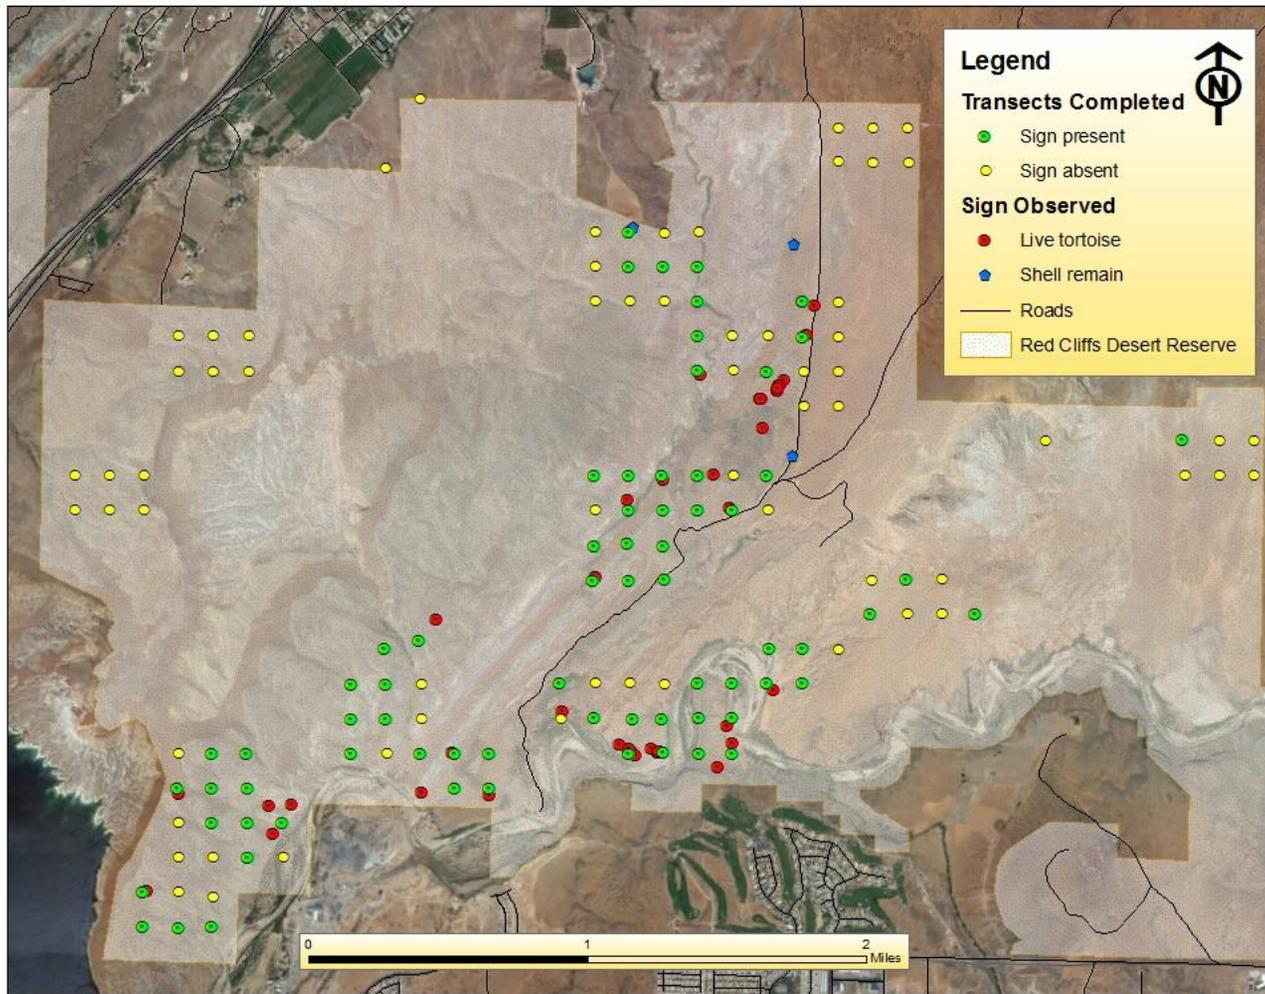 Legend
N
Transects Completed
Sign present
Sign absent
Sign Observed
Live tortoise
Shell remain
Roads
Red Cliffs Desert Reserve
0 1 2
Miles